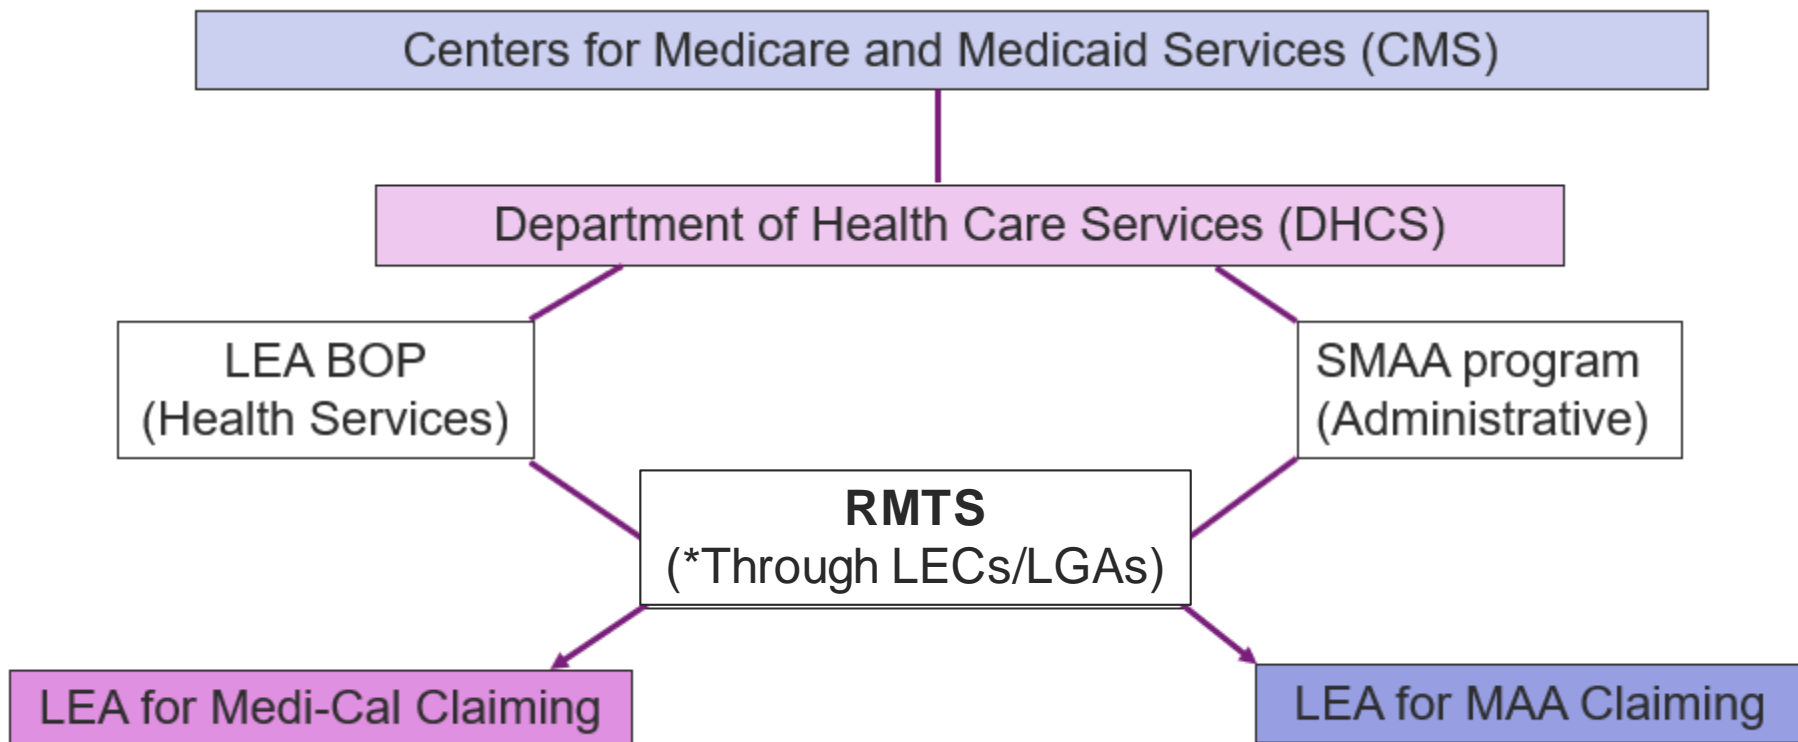 Centers for Medicare and Medicaid Services (CMS)
Department of Health Care Services (DHCS)
LEA BOP
(Health Services)
SMAA program
(Administrative)
RMTS
(*Through LECs/LGAs)
LEA for Medi-Cal Claiming
LEA for MAA Claiming